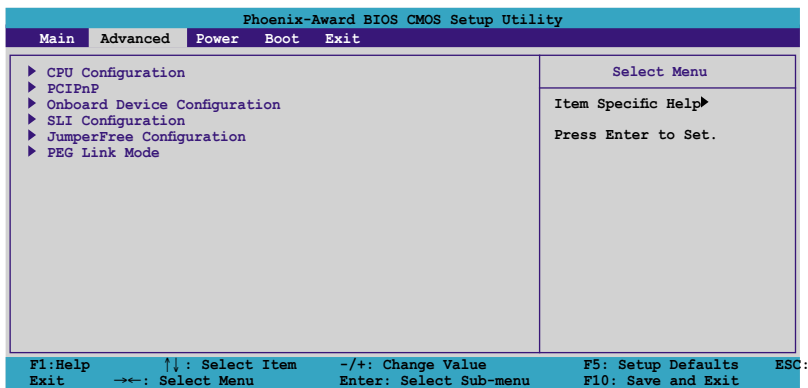 Phoenix-Award BIOS CMOS Setup Utility
Main Advanced Power Boot Exit
CPU Configuration
PCIPnP
Onboard Device Configuration
SLI Configuration
JumperFree Configuration
PEG Link Mode
Select Menu
Item Specific Help
Press Enter to Set.
F1:Help ↑↓: Select Item -/+: Change Value F5: Setup Defaults ESC:
Exit →←: Select Menu Enter: Select Sub-menu F10: Save and Exit